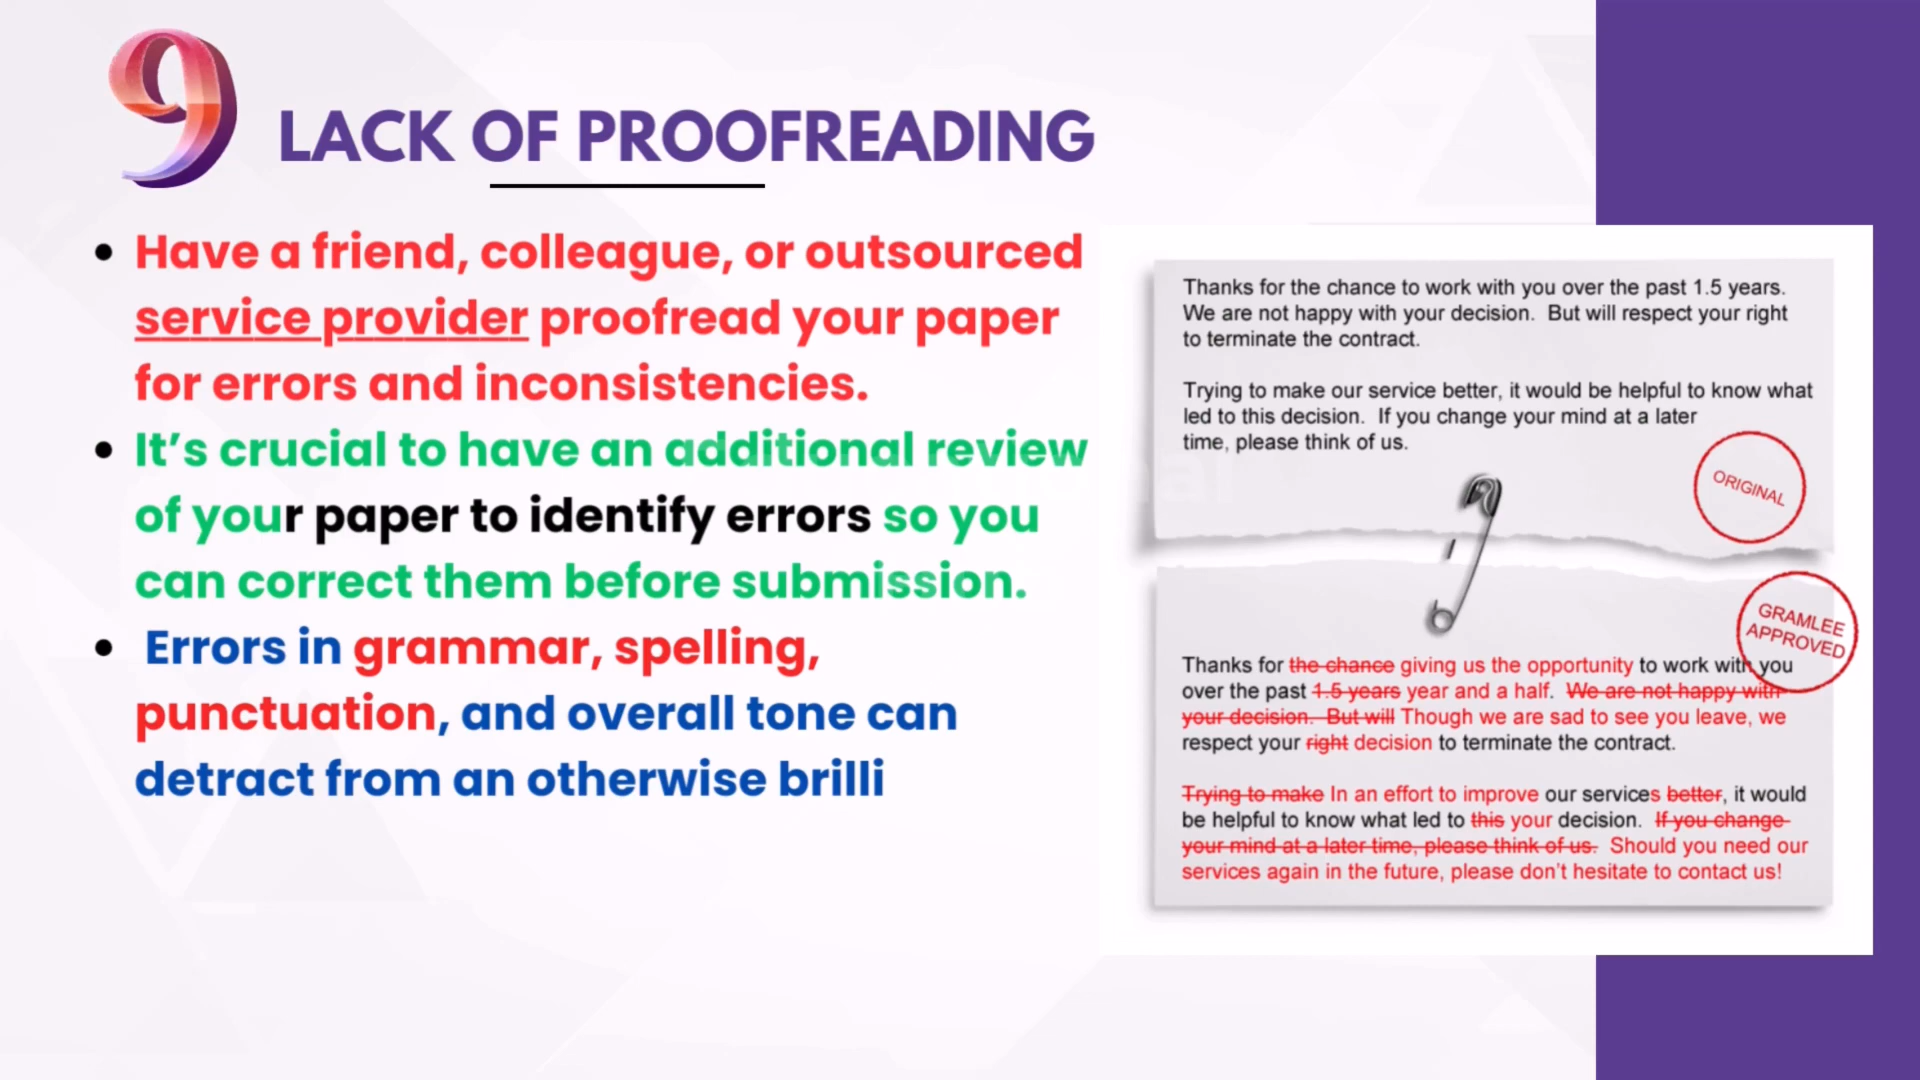 9
LACK OF PROOFREADING
• Have a friend, colleague, or outsourced
service provider proofread your paper
for errors and inconsistencies.
• It’s crucial to have an additional review
of your paper to identify errors so you
can correct them before submission.
• Errors in grammar, spelling,
punctuation, and overall tone can
detract from an otherwise brilli
Thanks for the chance to work with you over the past 1.5 years.
We are not happy with your decision. But will respect your right
to terminate the contract.
Trying to make our service better, it would be helpful to know what
led to this decision. If you change your mind at a later
time, please think of us.
ORIGINAL
GRAMLEE
APPROVED
Thanks for the chance giving us the opportunity to work with you
over the past 1.5 years year and a half. We are not happy with
your decision. But will Though we are sad to see you leave, we
respect your right decision to terminate the contract.
Trying to make In an effort to improve our services better, it would
be helpful to know what led to this your decision. If you change
your mind at a later time, please think of us. Should you need our
services again in the future, please don't hesitate to contact us!